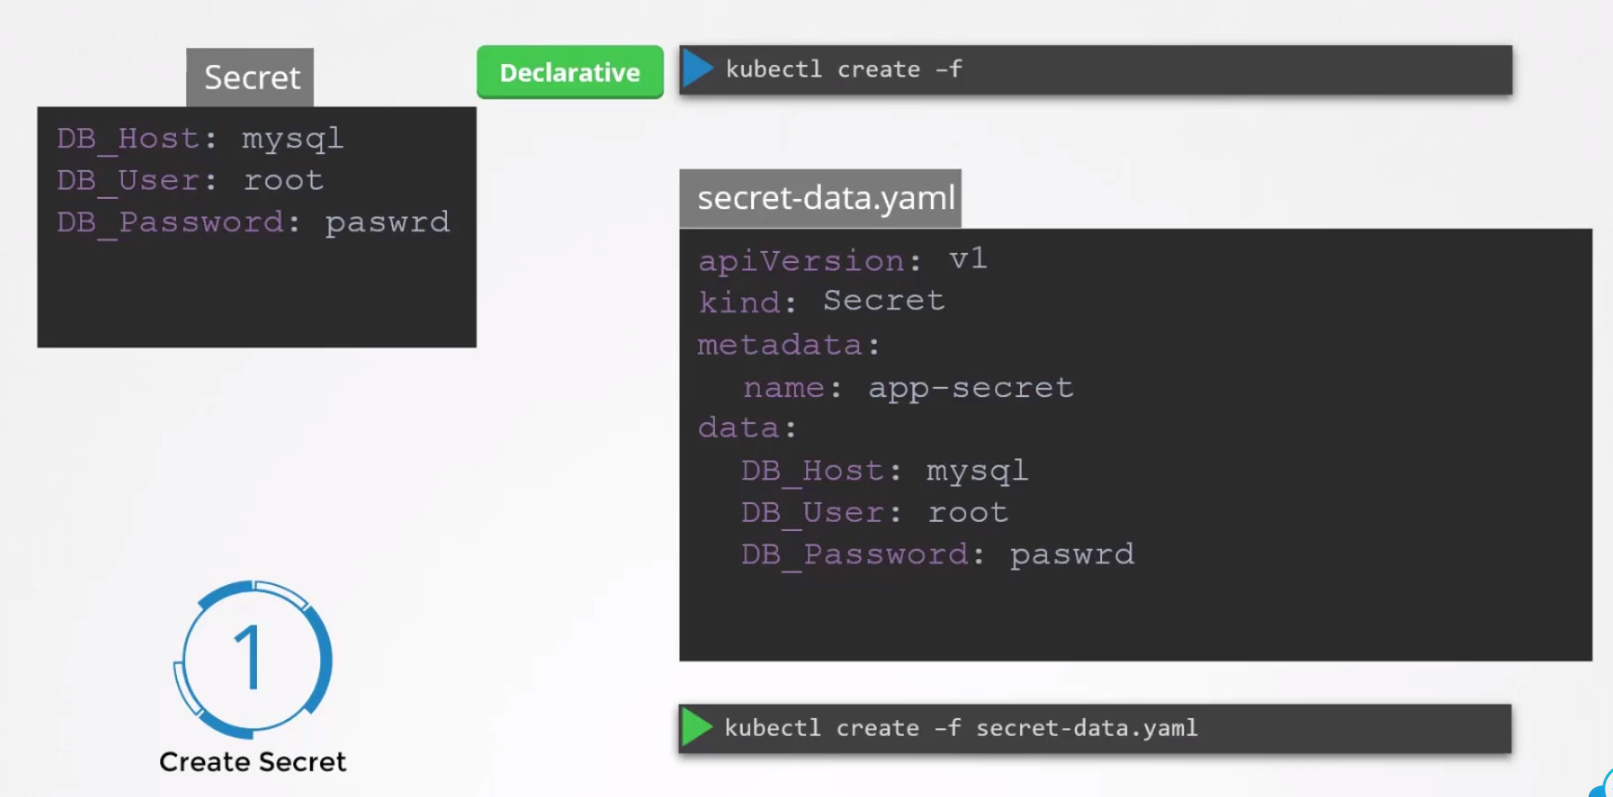 Secret
DB_Host: mysql
DB_User: root
DB_Password: paswrd
Declarative
kubectl create -f
secret-data.yaml
apiVersion: v1
kind: Secret
metadata:
name: app-secret
data:
DB_Host: mysql
DB_User: root
DB_Password: paswrd
1
Create Secret
kubectl create -f secret-data.yaml